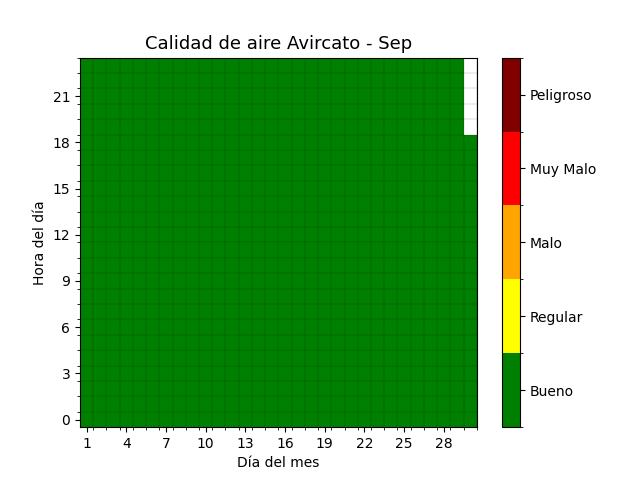 Calidad de aire Avircato - Sep
21
18
15
12
9
6
3
0
Hora del día
1 4 7 10 13 16 19 22 25 28
Día del mes
Peligroso
Muy Malo
Malo
Regular
Bueno